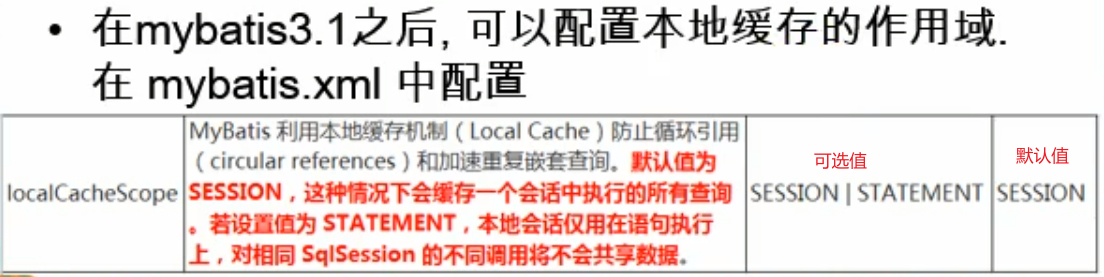 • 在mybatis3.1之后, 可以配置本地缓存的作用域.
在 mybatis.xml 中配置
localCacheScope
MyBatis 利用本地缓存机制（Local Cache）防止循环引用
（circular references）和加速重复嵌套查询。默认值为
SESSION，这种情况下会缓存一个会话中执行的所有查询
。若设置值为 STATEMENT，本地会话仅用在语句执行
上，对相同 SqlSession 的不同调用将不会共享数据。
可选值
SESSION | STATEMENT
默认值
SESSION